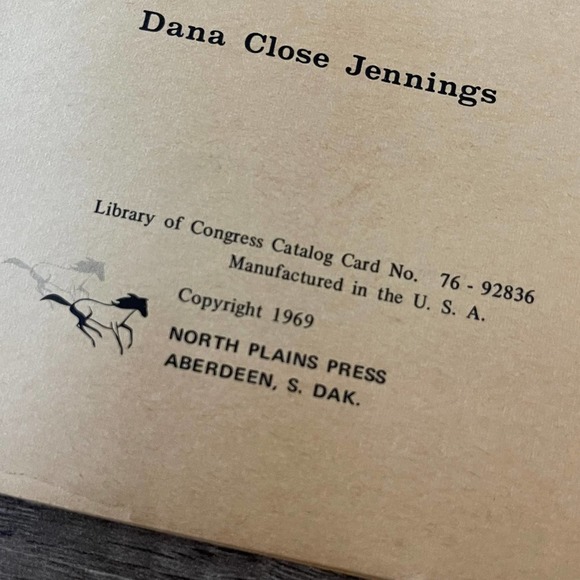 Dana Close Jennings
Library of Congress Catalog Card No. 76 - 92836
Manufactured in the U. S. A.
Copyright 1969
NORTH PLAINS PRESS
ABERDEEN, S. DAK.